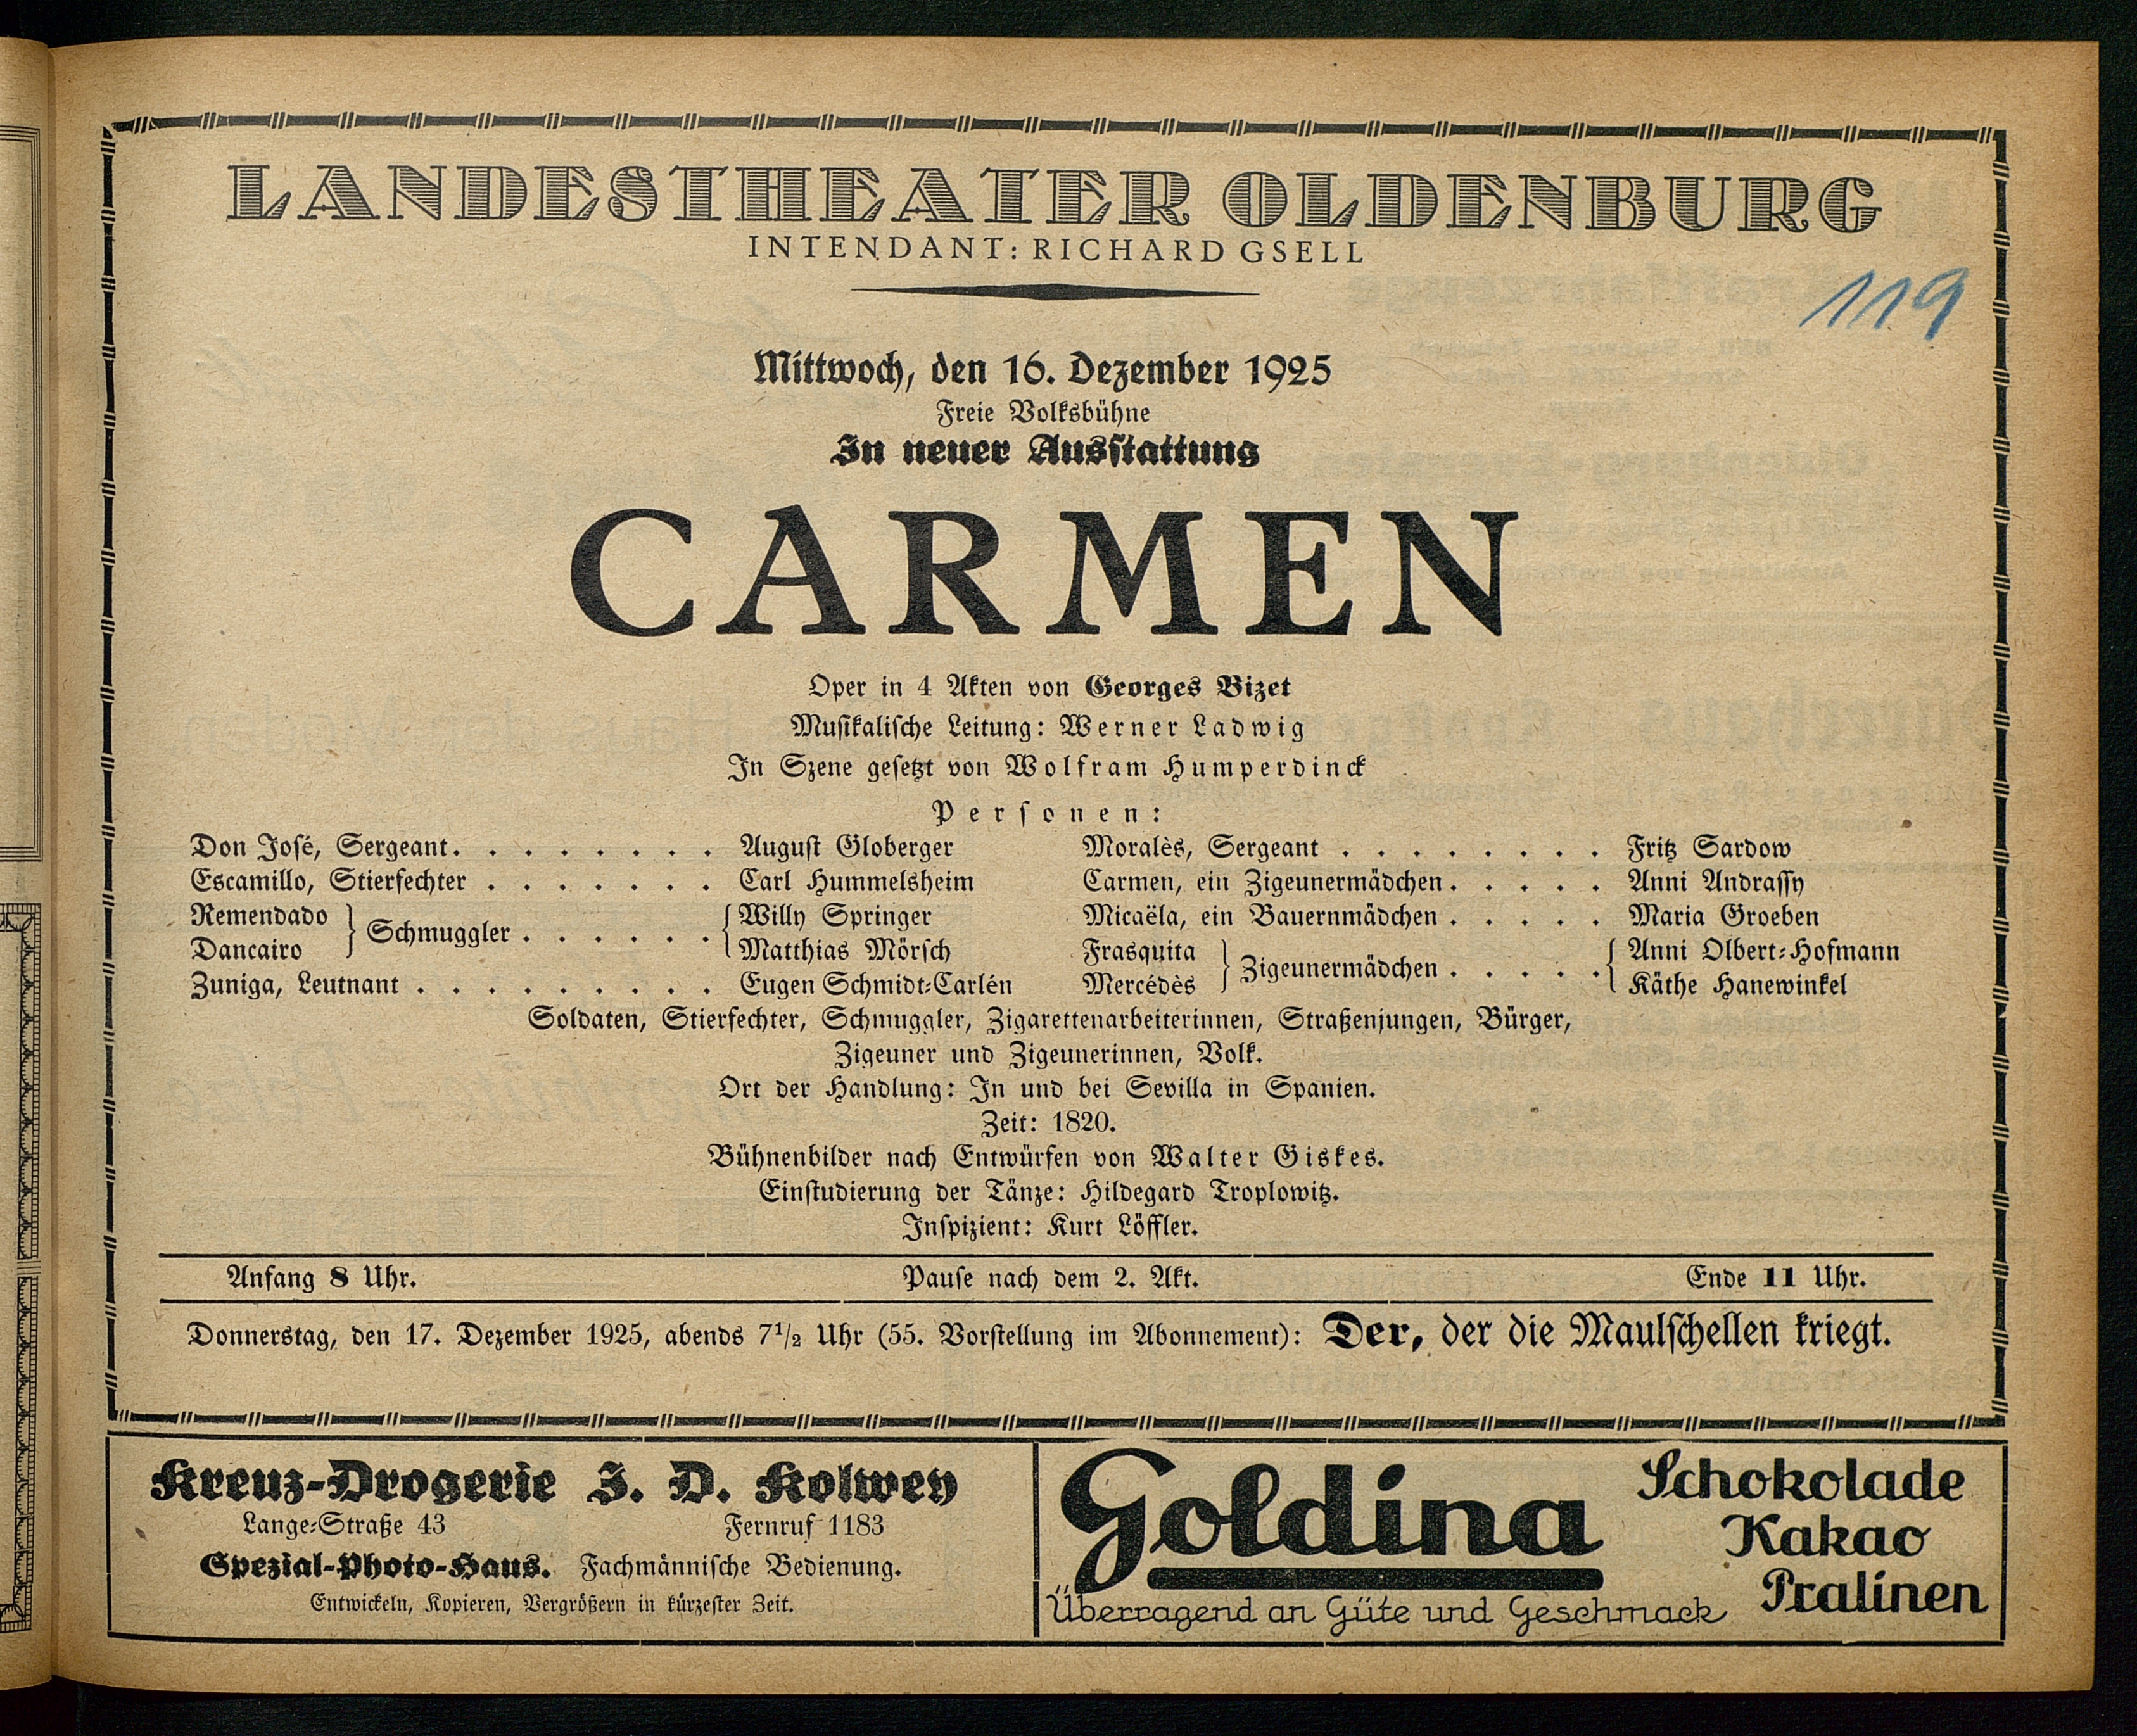 LANDESTHEATER OLDENBURG
INTENDANT: RICHARD GSELL
119
Mittwoch, den 16. Dezember 1925
Freie Volksbühne
In neuer Ausstattung
CARMEN
Oper in 4 Akten von Georges Bizet
Musikalische Leitung: Werner Ladwig
In Szene gesetzt von Wolfram Humperdinck
Personen:
Don José, Sergeant. . . . . . . . August Globerger
Escamillo, Stierfechter . . . . . . . Carl Hummelsheim
Remendado } Schmuggler . . . . . . { Willy Springer
Dancairo } { Matthias Mörsch
Zuniga, Leutnant . . . . . . . . . Eugen Schmidt-Carlén
Moralès, Sergeant . . . . . . . . Fritz Sardow
Carmen, ein Zigeunermädchen. . . . . Anni Andrassy
Micaëla, ein Bauernmädchen . . . . . Maria Groeben
Frasquita } Zigeunermädchen . . . . . { Anni Olbert-Hofmann
Mercédès } { Käthe Hanewinkel
Soldaten, Stierfechter, Schmuggler, Zigarettenarbeiterinnen, Straßenjungen, Bürger,
Zigeuner und Zigeunerinnen, Volk.
Ort der Handlung: In und bei Sevilla in Spanien.
Zeit: 1820.
Bühnenbilder nach Entwürfen von Walter Giskes.
Einstudierung der Tänze: Hildegard Troplowitz.
Inspizient: Kurt Löffler.
Anfang 8 Uhr. Pause nach dem 2. Akt. Ende 11 Uhr.
Donnerstag, den 17. Dezember 1925, abends 7½ Uhr (55. Vorstellung im Abonnement): Der, der die Maulschellen kriegt.
Kreuz-Drogerie J. D. Kolwey
Lange-Straße 43 Fernruf 1183
Spezial-Photo-Haus. Fachmännische Bedienung.
Entwickeln, Kopieren, Vergrößern in kürzester Zeit.
Goldina
Schokolade
Kakao
Pralinen
Überragend an Güte und Geschmack